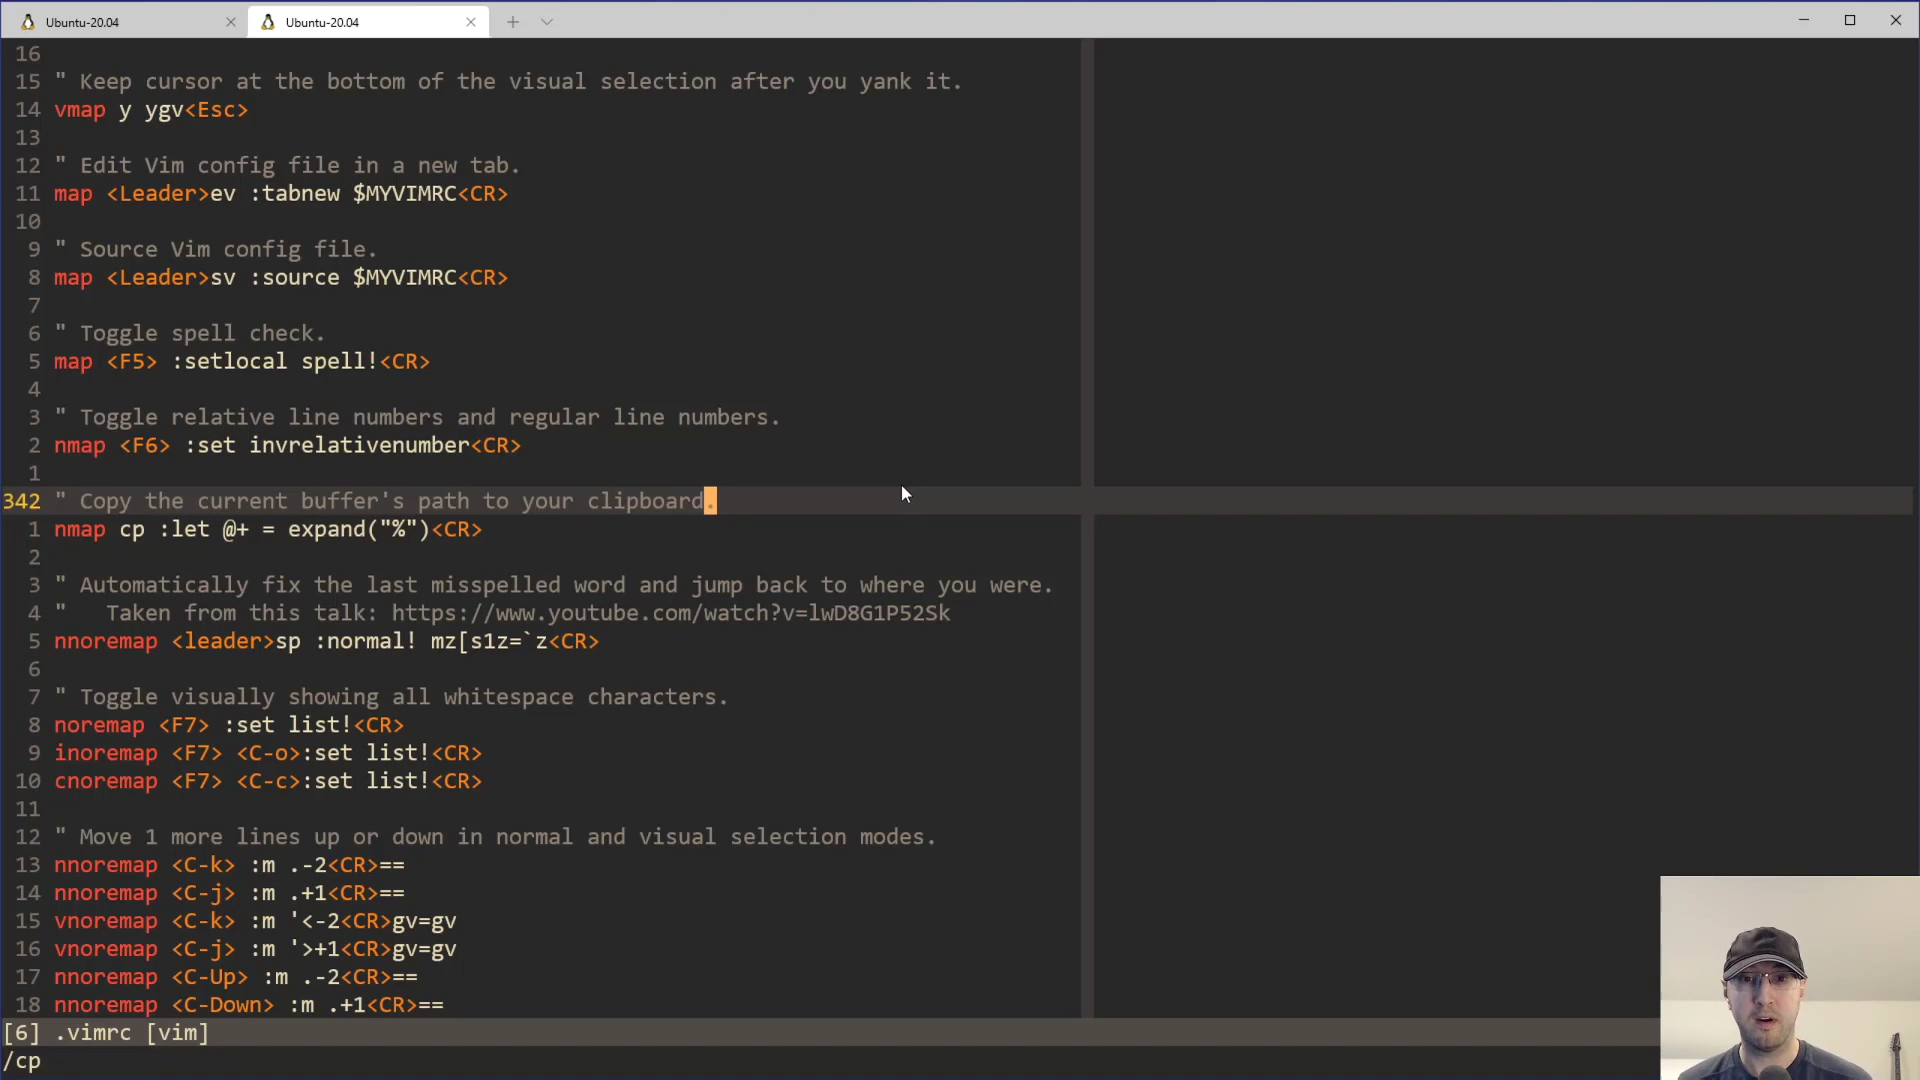 Ubuntu-20.04
Ubuntu-20.04
16
15 " Keep cursor at the bottom of the visual selection after you yank it.
14 vmap y ygv<Esc>
13
12 " Edit Vim config file in a new tab.
11 map <Leader>ev :tabnew $MYVIMRC<CR>
10
9 " Source Vim config file.
8 map <Leader>sv :source $MYVIMRC<CR>
7
6 " Toggle spell check.
5 map <F5> :setlocal spell!<CR>
4
3 " Toggle relative line numbers and regular line numbers.
2 nmap <F6> :set invrelativenumber<CR>
1
342 " Copy the current buffer's path to your clipboard.
1 nmap cp :let @+ = expand("%")<CR>
2
3 " Automatically fix the last misspelled word and jump back to where you were.
4 "   Taken from this talk: https://www.youtube.com/watch?v=lwD8G1P52Sk
5 nnoremap <leader>sp :normal! mz[s1z=`z<CR>
6
7 " Toggle visually showing all whitespace characters.
8 noremap <F7> :set list!<CR>
9 inoremap <F7> <C-o>:set list!<CR>
10 cnoremap <F7> <C-c>:set list!<CR>
11
12 " Move 1 more lines up or down in normal and visual selection modes.
13 nnoremap <C-k> :m .-2<CR>==
14 nnoremap <C-j> :m .+1<CR>==
15 vnoremap <C-k> :m '<-2<CR>gv=gv
16 vnoremap <C-j> :m '>+1<CR>gv=gv
17 nnoremap <C-Up> :m .-2<CR>==
18 nnoremap <C-Down> :m .+1<CR>==
[6] .vimrc [vim]
/cp